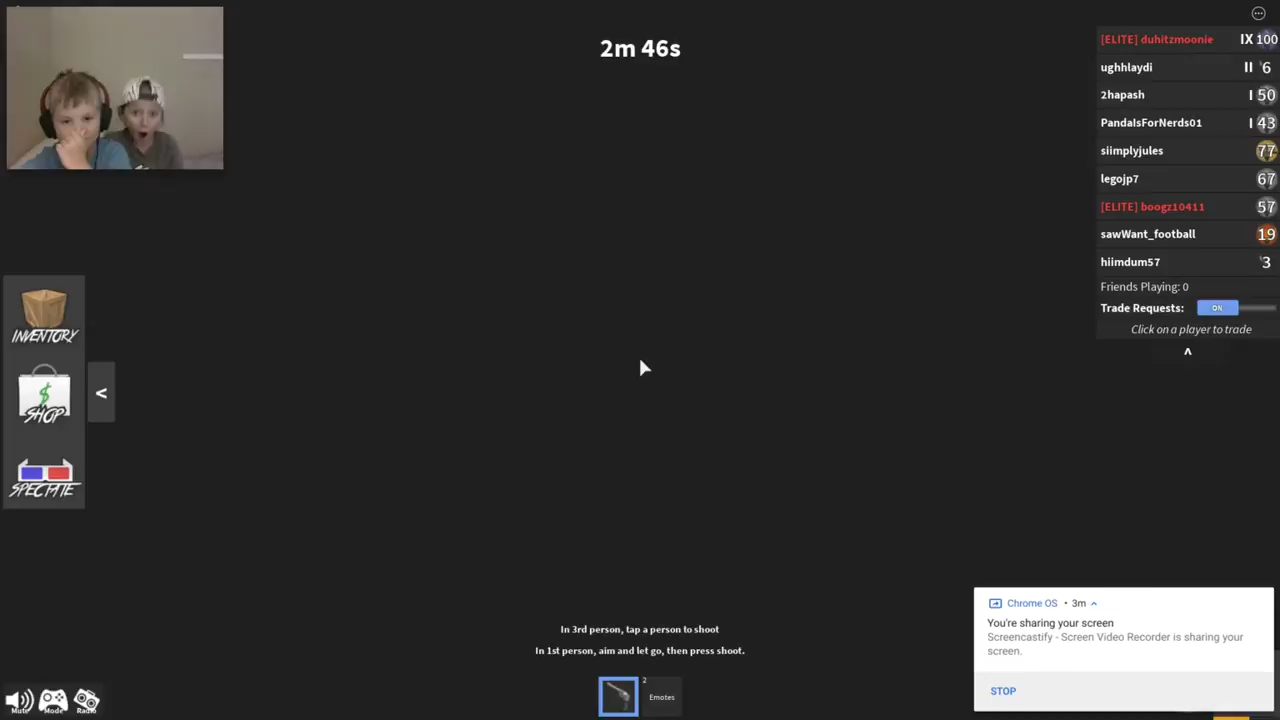 2m 46s
[ELITE] duhitzmoonie IX 100
ughhlaydi II 6
2hapash I 50
PandaIsForNerds01 I 43
siimplyjules 77
legojp7 67
[ELITE] boogz10411 57
sawWant_football 19
hiimdum57 3
Friends Playing: 0
Trade Requests: ON
Click on a player to trade
^
INVENTORY
$
SHOP
<
SPECTATE
In 3rd person, tap a person to shoot
In 1st person, aim and let go, then press shoot.
2
Emotes
Mute Mode Radio
Chrome OS • 3m
You're sharing your screen
Screencastify - Screen Video Recorder is sharing your
screen.
STOP